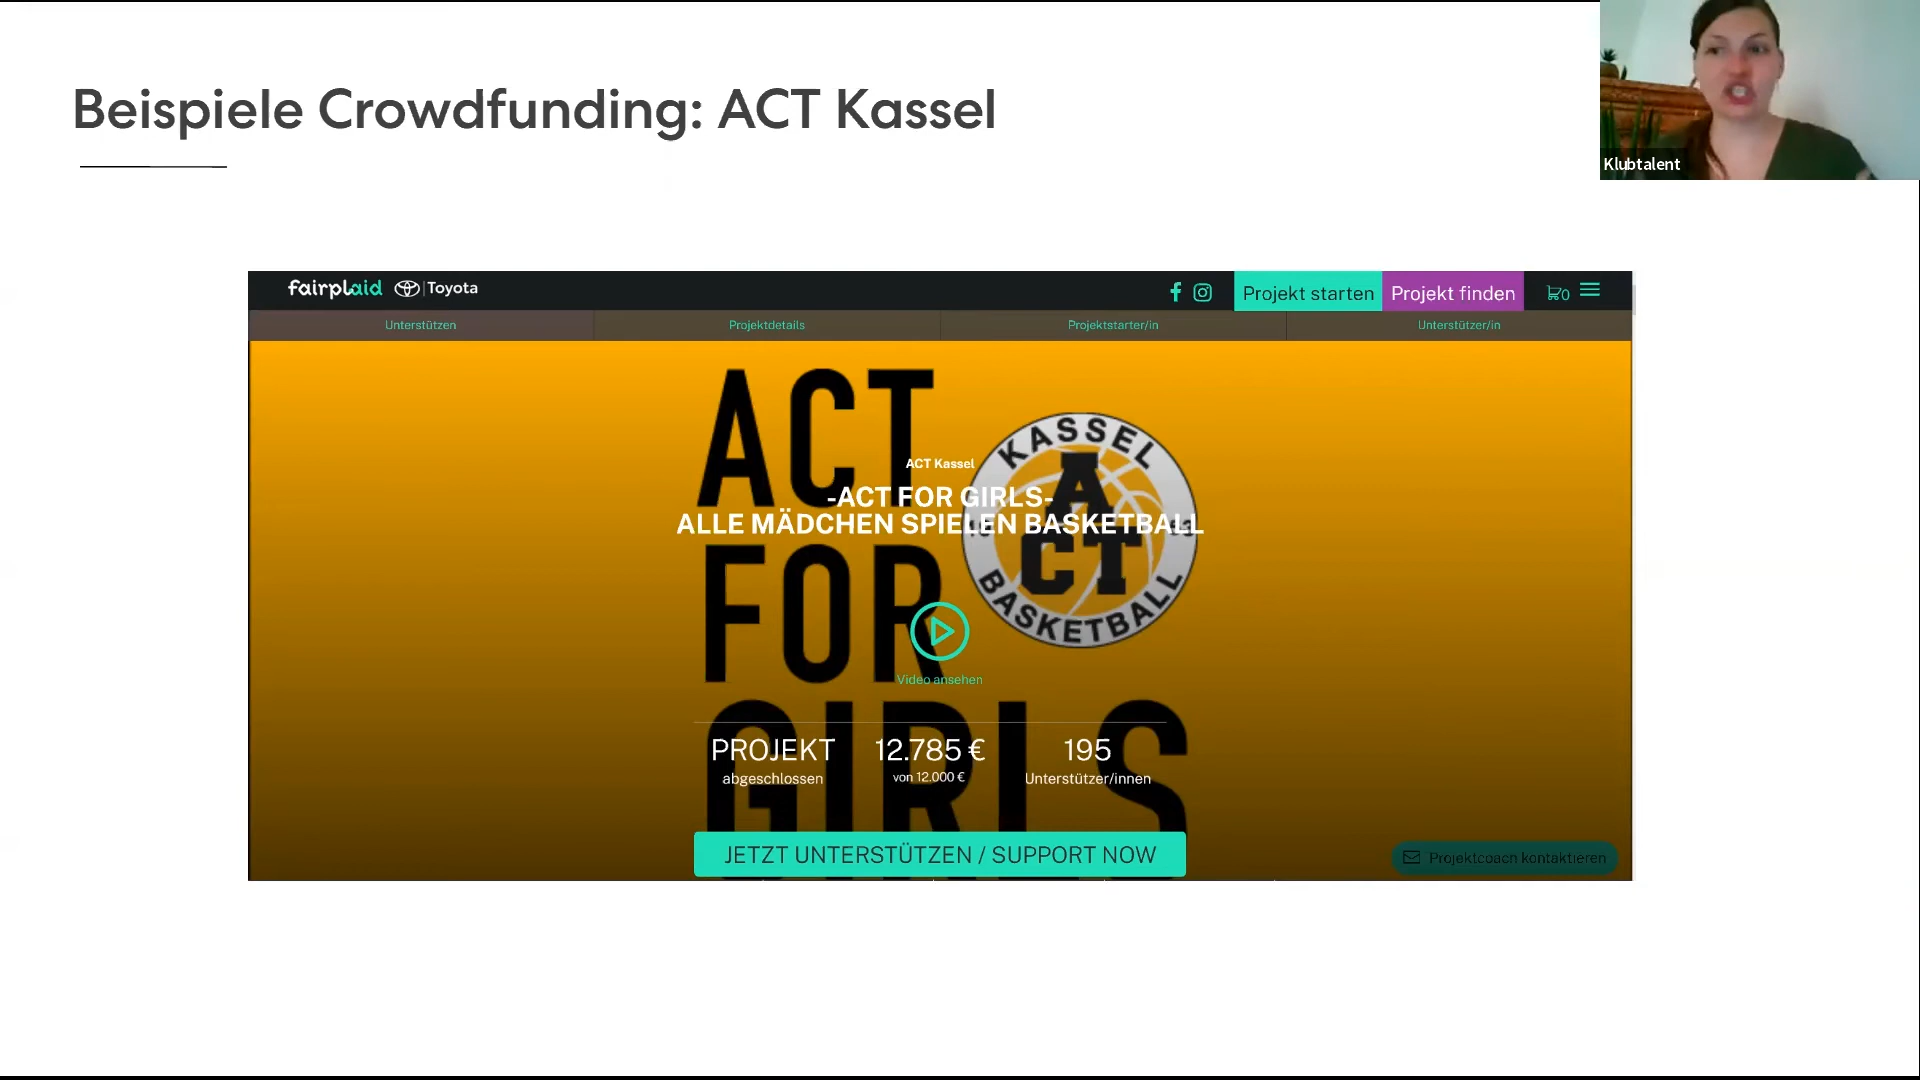 Beispiele Crowdfunding: ACT Kassel
Klubtalent
fairplaid Toyota
Projekt starten
Projekt finden
0
Unterstützen
Projektdetails
Projektstarter/in
Unterstützer/in
ACT
FOR
GIRLS
KASSEL
ACT
BASKETBALL
ACT Kassel
-ACT FOR GIRLS-
ALLE MÄDCHEN SPIELEN BASKETBALL
Video ansehen
PROJEKT
abgeschlossen
12.785 €
von 12.000 €
195
Unterstützer/innen
JETZT UNTERSTÜTZEN / SUPPORT NOW
Projektcoach kontaktieren